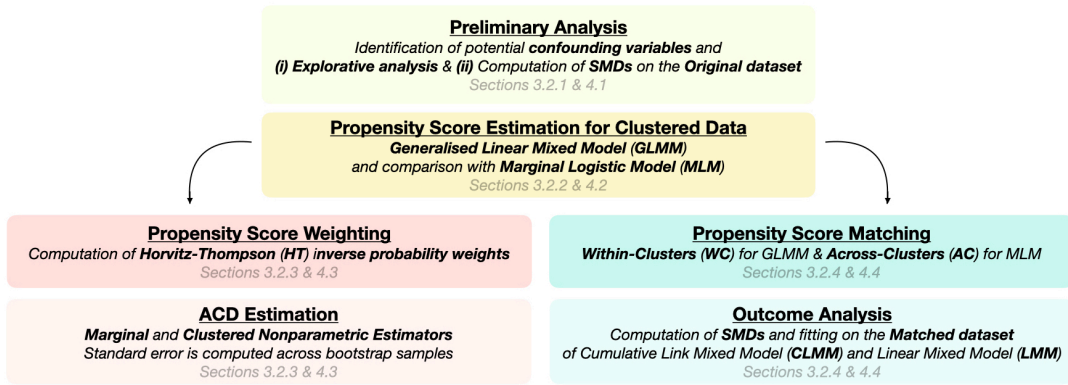 Preliminary Analysis
Identification of potential confounding variables and
(i) Explorative analysis & (ii) Computation of SMDs on the Original dataset
Sections 3.2.1 & 4.1
Propensity Score Estimation for Clustered Data
Generalised Linear Mixed Model (GLMM)
and comparison with Marginal Logistic Model (MLM)
Sections 3.2.2 & 4.2
Propensity Score Weighting
Computation of Horvitz-Thompson (HT) inverse probability weights
Sections 3.2.3 & 4.3
ACD Estimation
Marginal and Clustered Nonparametric Estimators
Standard error is computed across bootstrap samples
Sections 3.2.3 & 4.3
Propensity Score Matching
Within-Clusters (WC) for GLMM & Across-Clusters (AC) for MLM
Sections 3.2.4 & 4.4
Outcome Analysis
Computation of SMDs and fitting on the Matched dataset
of Cumulative Link Mixed Model (CLMM) and Linear Mixed Model (LMM)
Sections 3.2.4 & 4.4